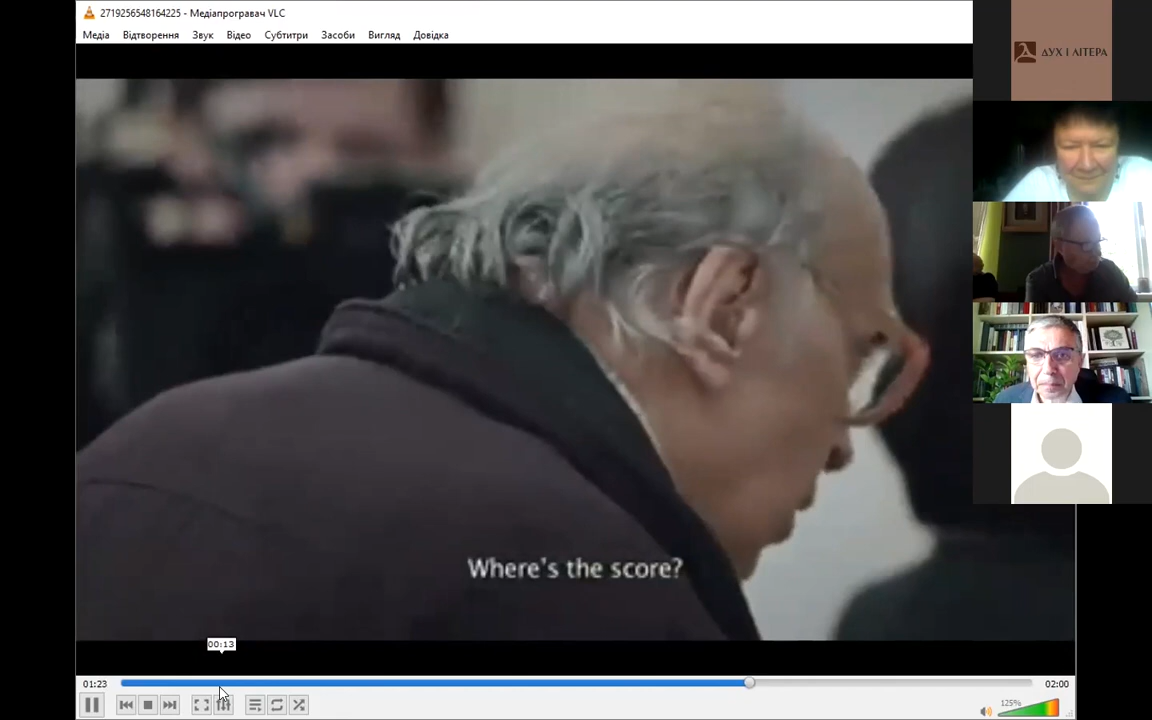 2719256548164225 - Медіапрогравач VLC
Медіа Відтворення Звук Відео Субтитри Засоби Вигляд Довідка
ДУХ І ЛІТЕРА
Where's the score?
00:13
01:23
02:00
125%